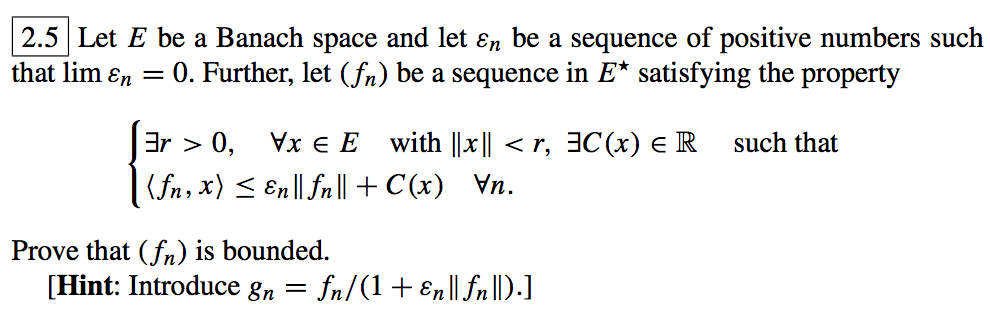 2.5 Let E be a Banach space and let εn be a sequence of positive numbers such
that lim εn = 0. Further, let (fn) be a sequence in E⋆ satisfying the property
∃r > 0, ∀x ∈ E with ‖x‖ < r, ∃C(x) ∈ ℝ such that
⟨fn, x⟩ ≤ εn‖fn‖ + C(x) ∀n.
Prove that (fn) is bounded.
[Hint: Introduce gn = fn/(1 + εn‖fn‖).]